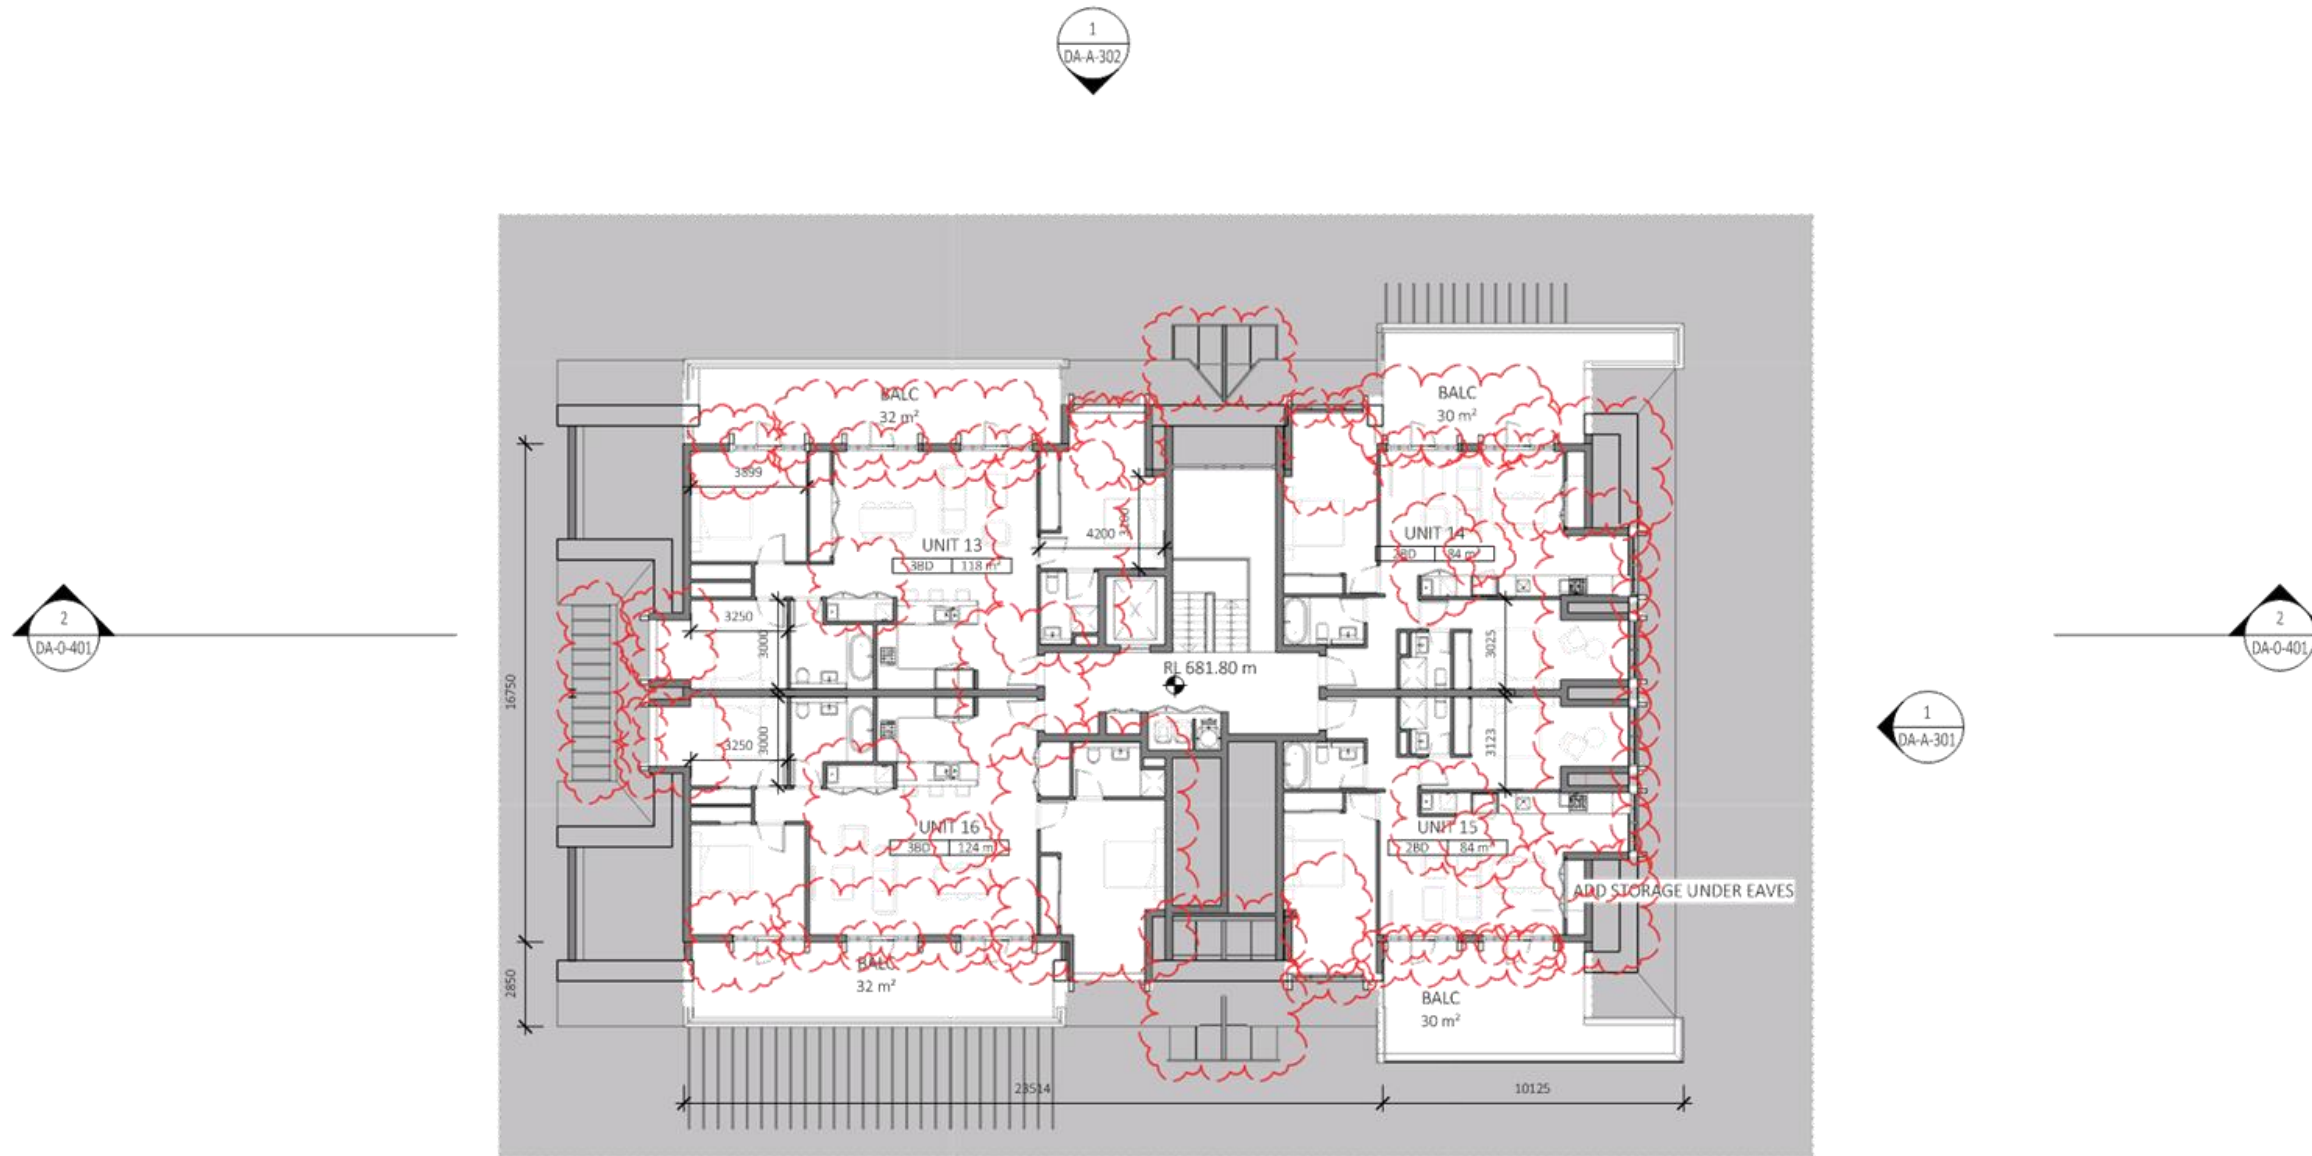 1
DA-A-302
BALC
32 m²
BALC
30 m²
3899
UNIT 13
3BD 118 m²
4200
3100
UNIT 14
2BD 84 m²
2
DA-0-401
3250
3000
3025
2
DA-0-401
RL 681.80 m
16750
3250
3000
3123
1
DA-A-301
UNIT 16
3BD 124 m²
UNIT 15
2BD 84 m²
ADD STORAGE UNDER EAVES
BALC
32 m²
2850
BALC
30 m²
23514
10125